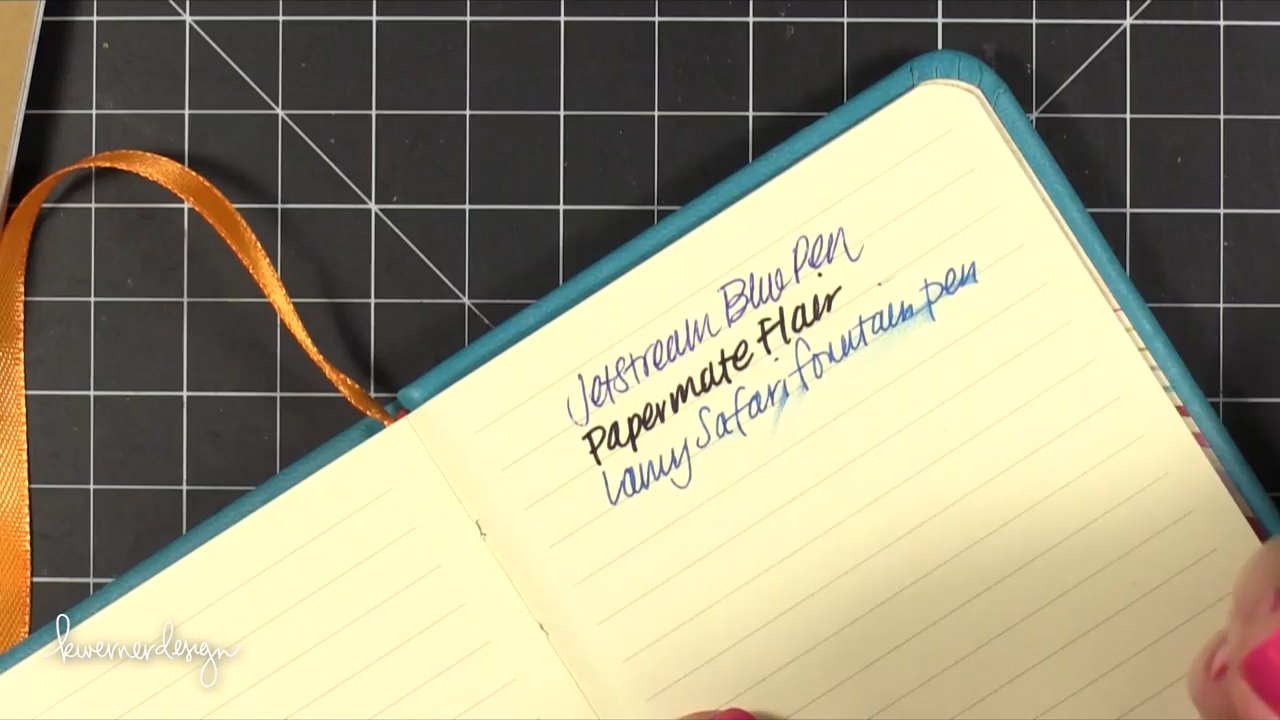 Jetstream Blue Pen
Papermate Flair
Lamy Safari fountain pen
kwernerdesign